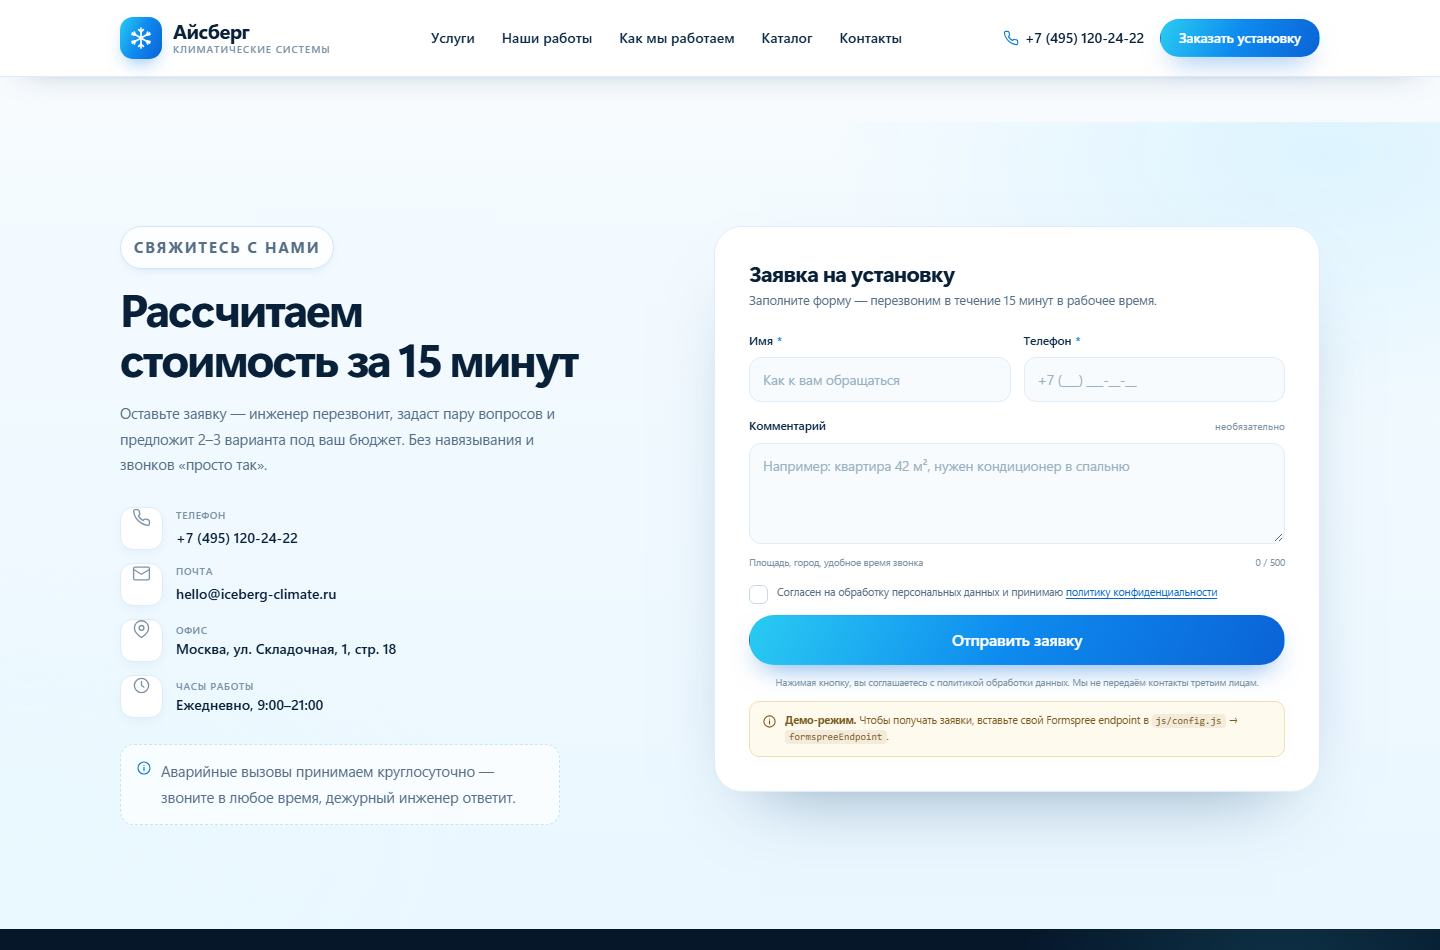 Айсберг
КЛИМАТИЧЕСКИЕ СИСТЕМЫ
Услуги
Наши работы
Как мы работаем
Каталог
Контакты
+7 (495) 120-24-22
Заказать установку
СВЯЖИТЕСЬ С НАМИ
Рассчитаем
стоимость за 15 минут
Оставьте заявку — инженер перезвонит, задаст пару вопросов и
предложит 2–3 варианта под ваш бюджет. Без навязывания и
звонков «просто так».
ТЕЛЕФОН
+7 (495) 120-24-22
ПОЧТА
hello@iceberg-climate.ru
ОФИС
Москва, ул. Складочная, 1, стр. 18
ЧАСЫ РАБОТЫ
Ежедневно, 9:00–21:00
Аварийные вызовы принимаем круглосуточно —
звоните в любое время, дежурный инженер ответит.
Заявка на установку
Заполните форму — перезвоним в течение 15 минут в рабочее время.
Имя *
Как к вам обращаться
Телефон *
+7 (___) ___-__-__
Комментарий
необязательно
Например: квартира 42 м², нужен кондиционер в спальню
Площадь, город, удобное время звонка
0 / 500
Согласен на обработку персональных данных и принимаю политику конфиденциальности
Отправить заявку
Нажимая кнопку, вы соглашаетесь с политикой обработки данных. Мы не передаём контакты третьим лицам.
Демо-режим. Чтобы получать заявки, вставьте свой Formspree endpoint в js/config.js →
formspreeEndpoint.